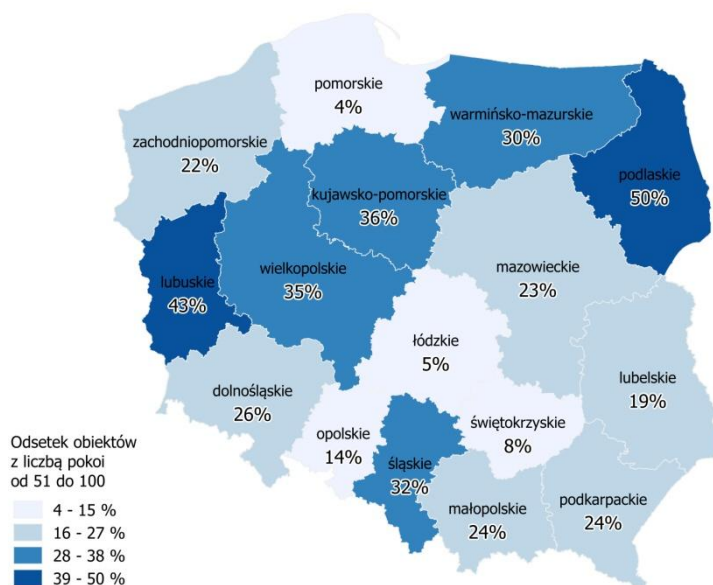 pomorskie
4%
warmińsko-mazurskie
30%
zachodniopomorskie
22%
podlaskie
50%
kujawsko-pomorskie
36%
lubuskie
43%
wielkopolskie
35%
mazowieckie
23%
łódzkie
5%
lubelskie
19%
dolnośląskie
26%
opolskie
14%
świętokrzyskie
8%
śląskie
32%
małopolskie
24%
podkarpackie
24%
Odsetek obiektów
z liczbą pokoi
od 51 do 100
4 - 15 %
16 - 27 %
28 - 38 %
39 - 50 %